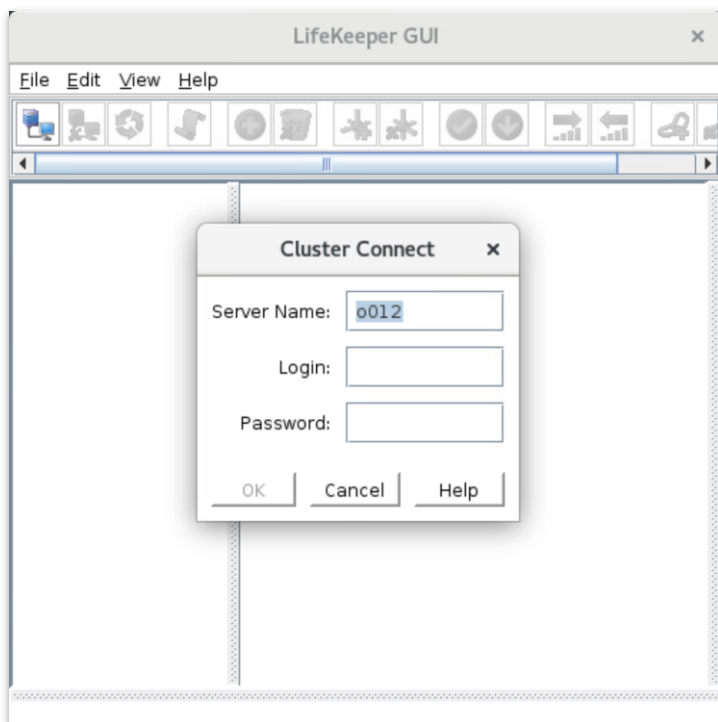 LifeKeeper GUI
File Edit View Help
Cluster Connect
Server Name: o012
Login:
Password:
OK Cancel Help